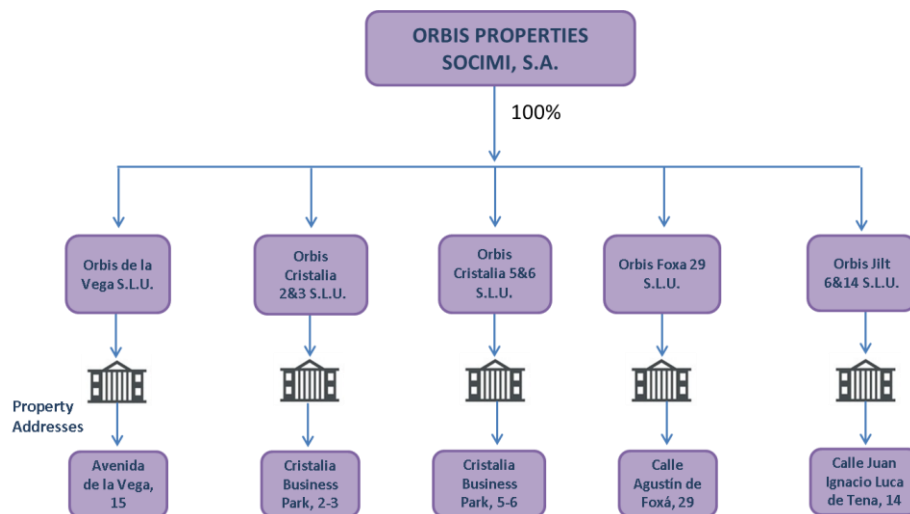 ORBIS PROPERTIES
SOCIMI, S.A.
100%
Orbis de la
Vega S.L.U.
Orbis
Cristalia
2&3 S.L.U.
Orbis
Cristalia 5&6
S.L.U.
Orbis Foxa 29
S.L.U.
Orbis Jilt
6&14 S.L.U.
Property
Addresses
Avenida
de la Vega,
15
Cristalia
Business
Park, 2-3
Cristalia
Business
Park, 5-6
Calle
Agustín de
Foxá, 29
Calle Juan
Ignacio Luca
de Tena, 14